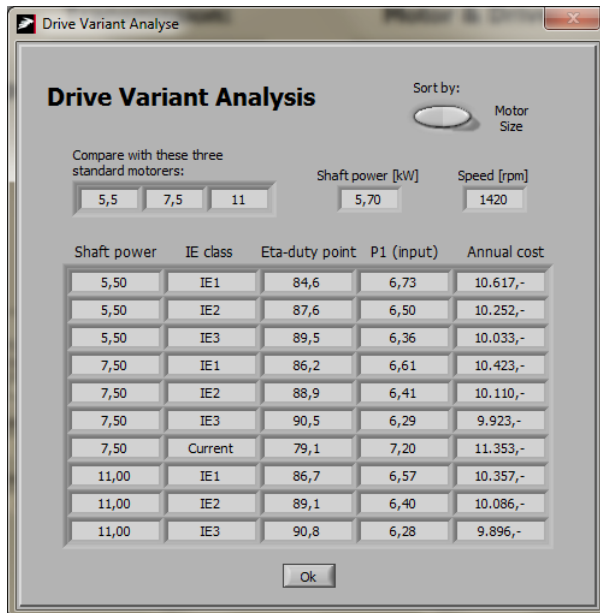 Drive Variant Analyse
Drive Variant Analysis
Sort by:
Motor
Size
Compare with these three
standard motorers:
5,5 7,5 11
Shaft power [kW]
5,70
Speed [rpm]
1420
Shaft power IE class Eta-duty point P1 (input) Annual cost
5,50 IE1 84,6 6,73 10.617,-
5,50 IE2 87,6 6,50 10.252,-
5,50 IE3 89,5 6,36 10.033,-
7,50 IE1 86,2 6,61 10.423,-
7,50 IE2 88,9 6,41 10.110,-
7,50 IE3 90,5 6,29 9.923,-
7,50 Current 79,1 7,20 11.353,-
11,00 IE1 86,7 6,57 10.357,-
11,00 IE2 89,1 6,40 10.086,-
11,00 IE3 90,8 6,28 9.896,-
Ok